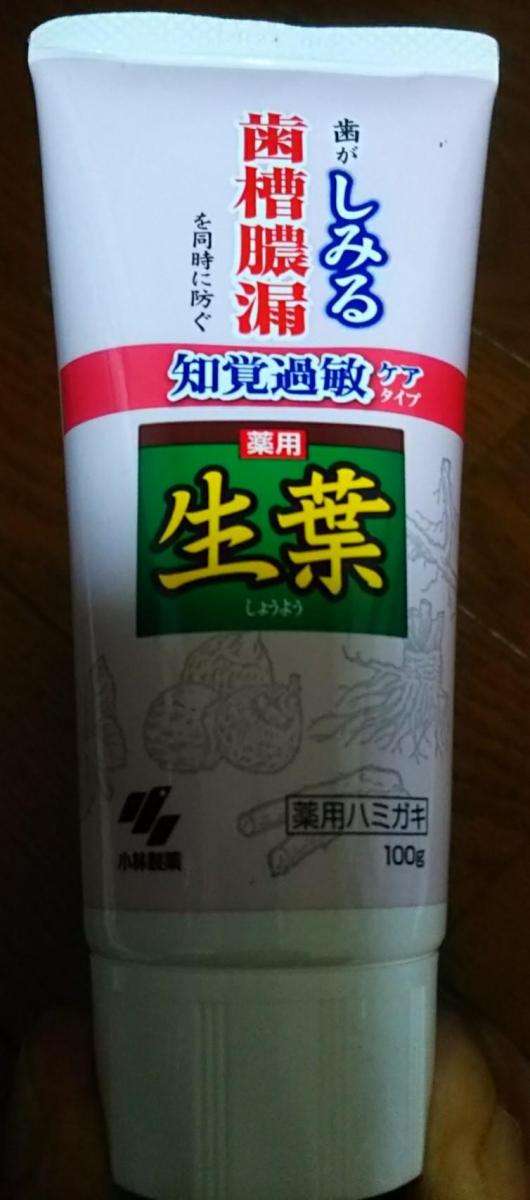 歯がしみる
歯槽膿漏
を同時に防ぐ
知覚過敏ケアタイプ
薬用
生葉
しょうよう
薬用ハミガキ
100g
小林製薬